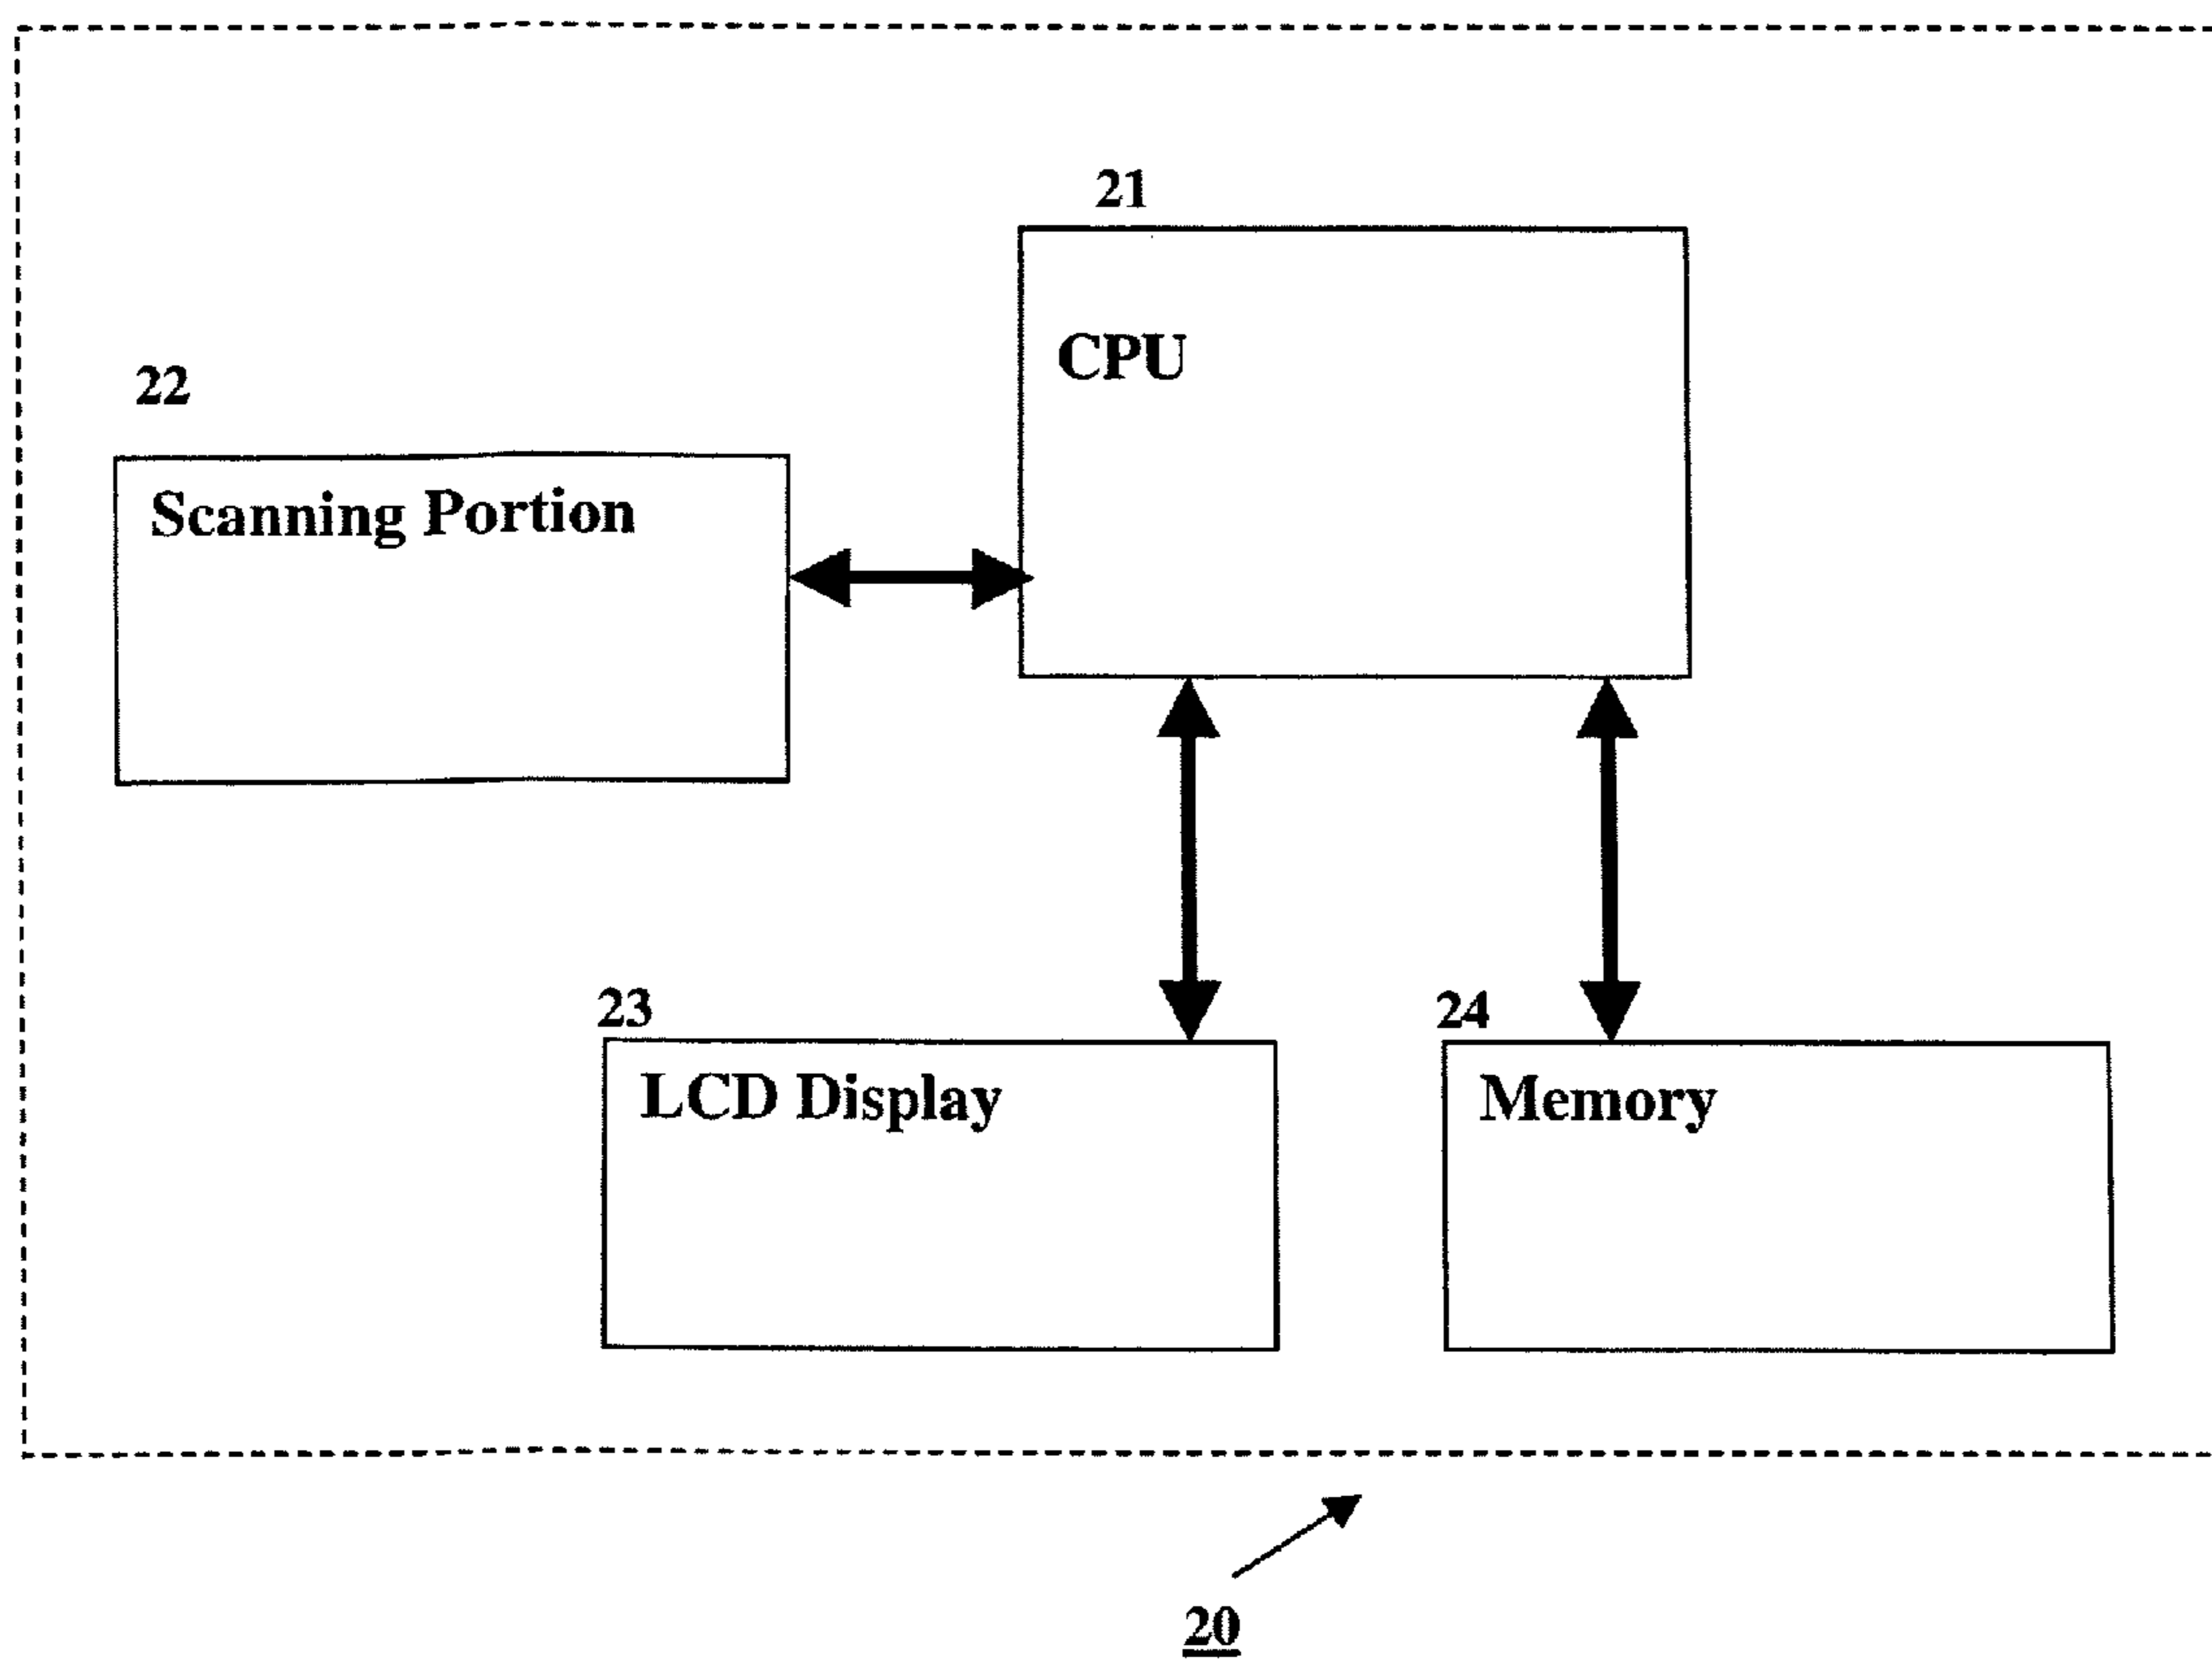 21
CPU
22
Scanning Portion
23
LCD Display
24
Memory
20